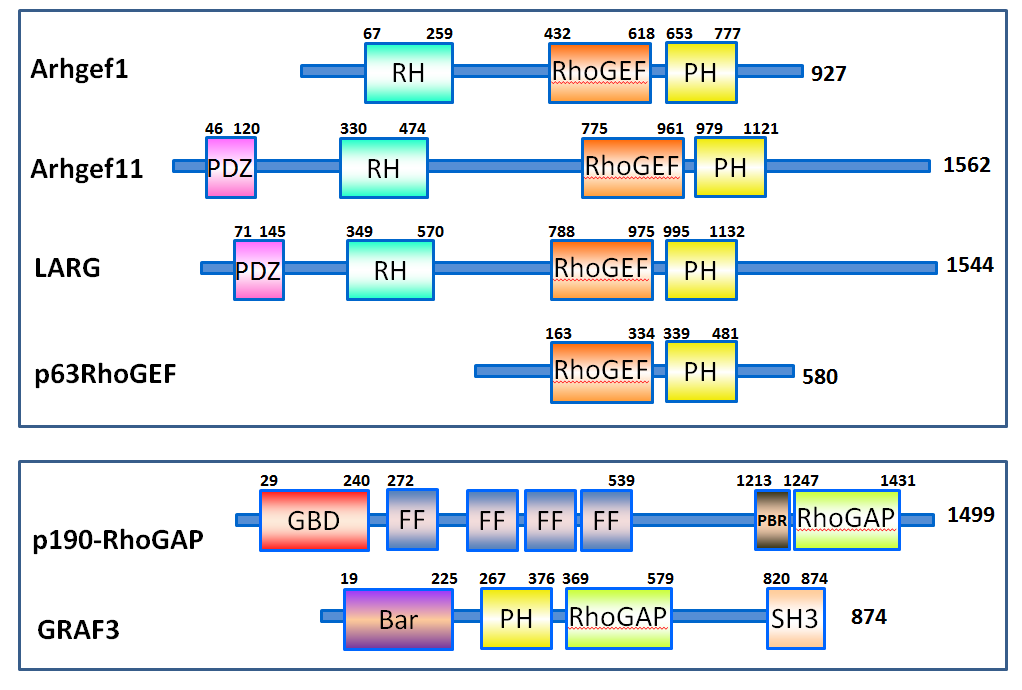 67 259 432 618 653 777
Arhgef1 RH RhoGEF PH 927
46 120 330 474 775 961 979 1121
Arhgef11 PDZ RH RhoGEF PH 1562
71 145 349 570 788 975 995 1132
LARG PDZ RH RhoGEF PH 1544
163 334 339 481
p63RhoGEF RhoGEF PH 580
29 240 272 539 1213 1247 1431
p190-RhoGAP GBD FF FF FF FF PBR RhoGAP 1499
19 225 267 376 369 579 820 874
GRAF3 Bar PH RhoGAP SH3 874